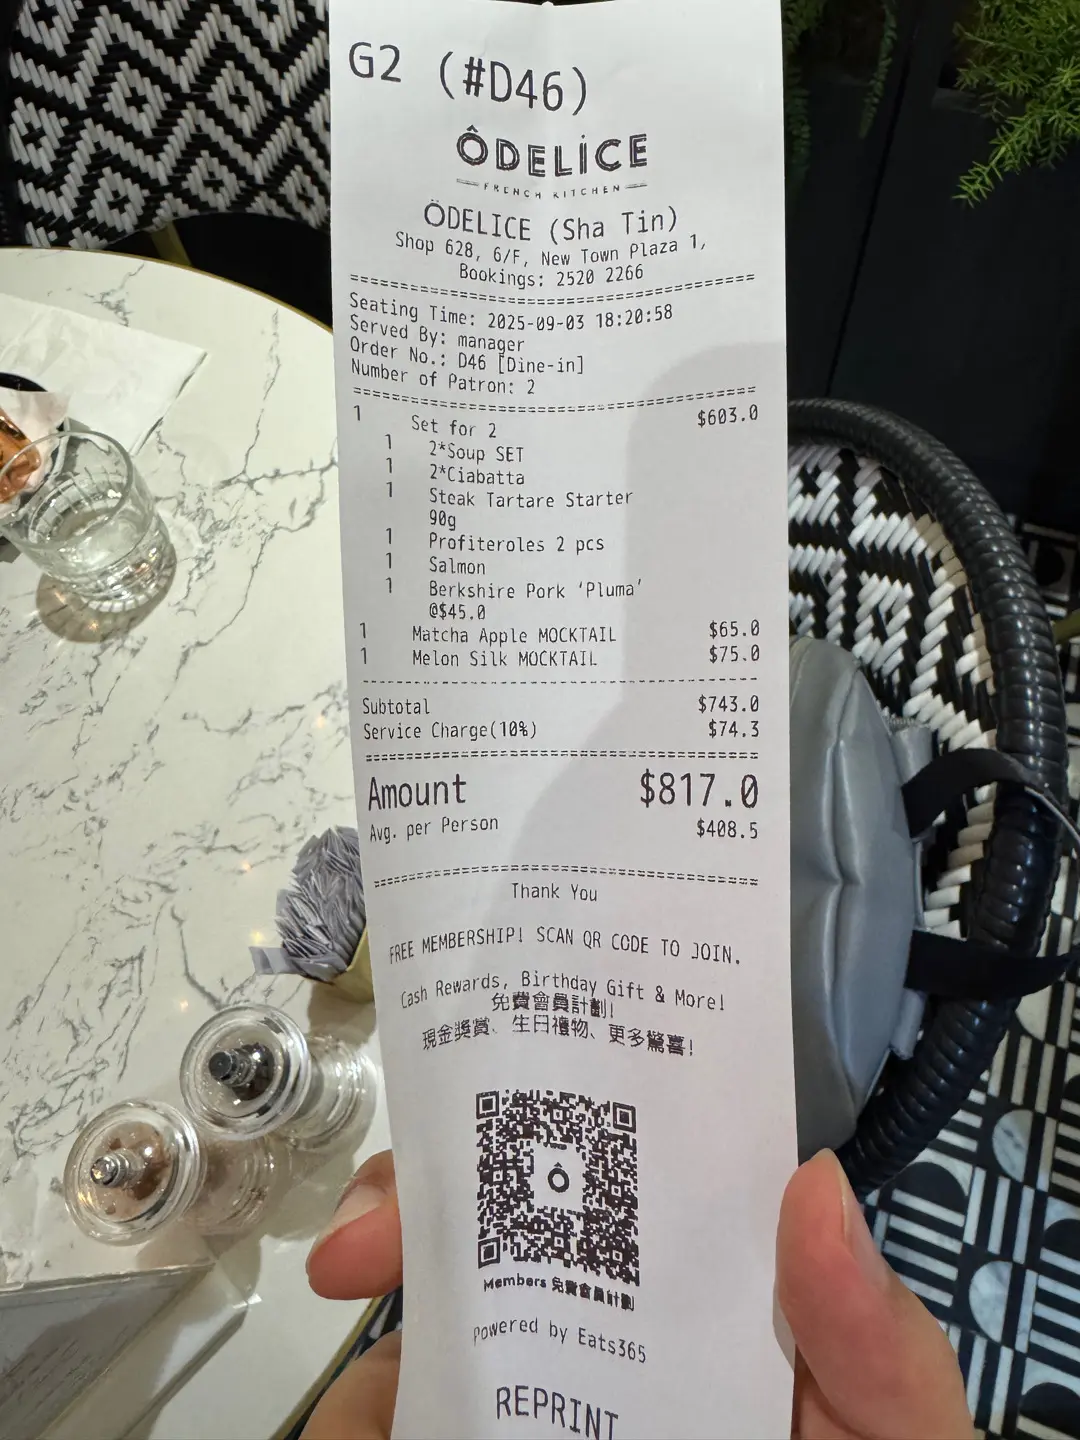 G2 (#D46)
ÔDELİCE
FRENCH KITCHEN
ÖDELICE (Sha Tin)
Shop 628, 6/F, New Town Plaza 1,
Bookings: 2520 2266
Seating Time: 2025-09-03 18:20:58
Served By: manager
Order No.: D46 [Dine-in]
Number of Patron: 2
1 Set for 2 $603.0
1 2*Soup SET
1 2*Ciabatta
1 Steak Tartare Starter
90g
1 Profiteroles 2 pcs
1 Salmon
1 Berkshire Pork ‘Pluma’
@$45.0
1 Matcha Apple MOCKTAIL $65.0
1 Melon Silk MOCKTAIL $75.0
Subtotal $743.0
Service Charge(10%) $74.3
Amount $817.0
Avg. per Person $408.5
Thank You
FREE MEMBERSHIP! SCAN QR CODE TO JOIN.
Cash Rewards, Birthday Gift & More!
免費會員計劃!
現金獎賞、生日禮物、更多驚喜!
Ô
Members 免費會員計劃
Powered by Eats365
REPRINT